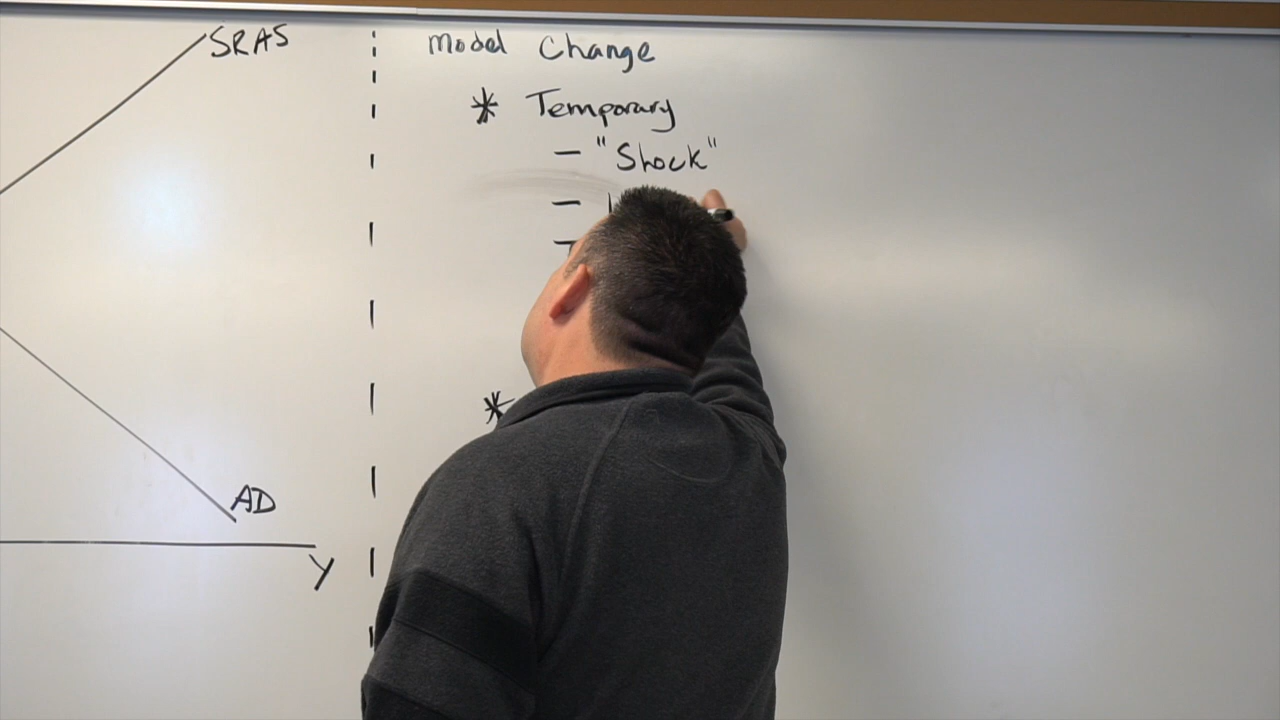 SRAS
AD
Y
Model Change
* Temporary
- "Shock"
-
-
*